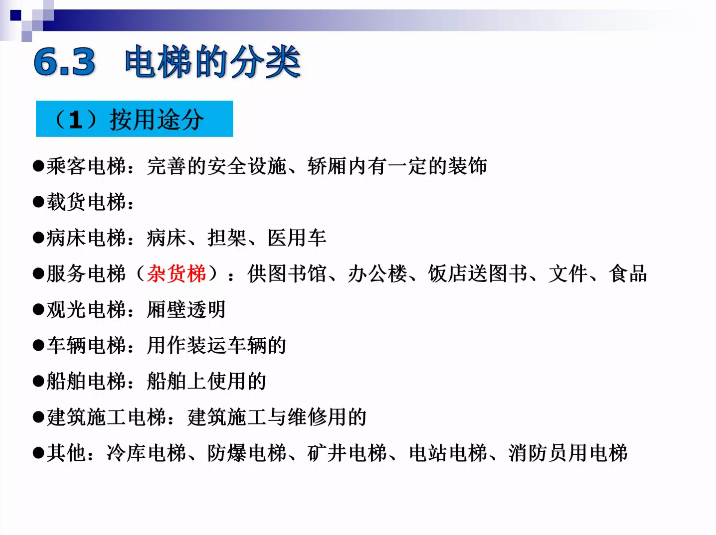 6.3 电梯的分类
（1）按用途分
●乘客电梯：完善的安全设施、轿厢内有一定的装饰
●载货电梯：
●病床电梯：病床、担架、医用车
●服务电梯（杂货梯）：供图书馆、办公楼、饭店送图书、文件、食品
●观光电梯：厢壁透明
●车辆电梯：用作装运车辆的
●船舶电梯：船舶上使用的
●建筑施工电梯：建筑施工与维修用的
●其他：冷库电梯、防爆电梯、矿井电梯、电站电梯、消防员用电梯